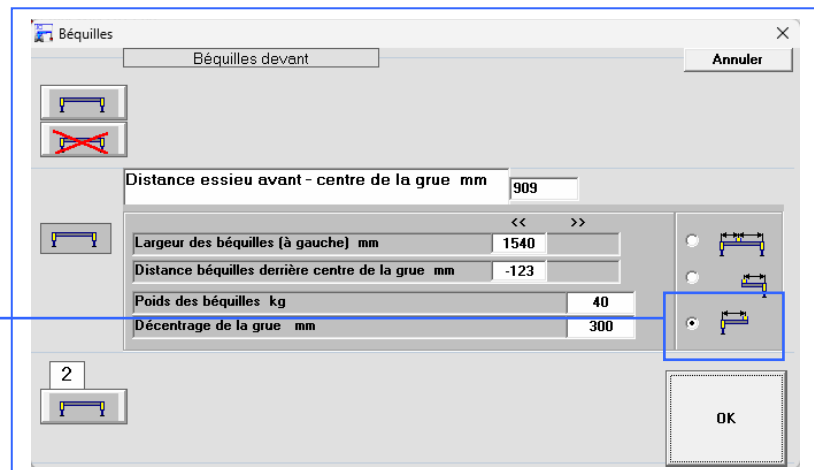 Béquilles
Béquilles devant
Annuler
Distance essieu avant - centre de la grue mm 909
<< >>
Largeur des béquilles (à gauche) mm 1540
Distance béquilles derrière centre de la grue mm -123
Poids des béquilles kg 40
Décentrage de la grue mm 300
2
OK